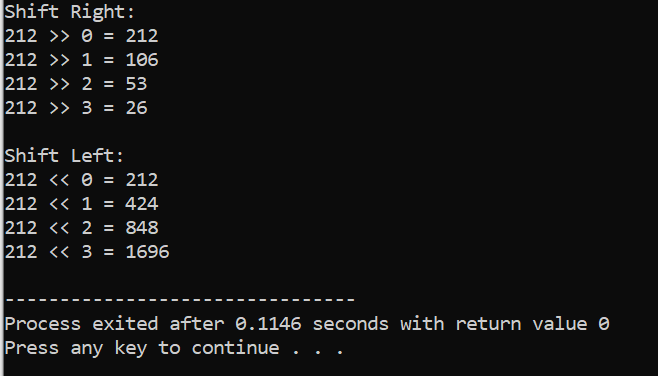 Shift Right:
212 >> 0 = 212
212 >> 1 = 106
212 >> 2 = 53
212 >> 3 = 26
Shift Left:
212 << 0 = 212
212 << 1 = 424
212 << 2 = 848
212 << 3 = 1696
--------------------------------
Process exited after 0.1146 seconds with return value 0
Press any key to continue . . .